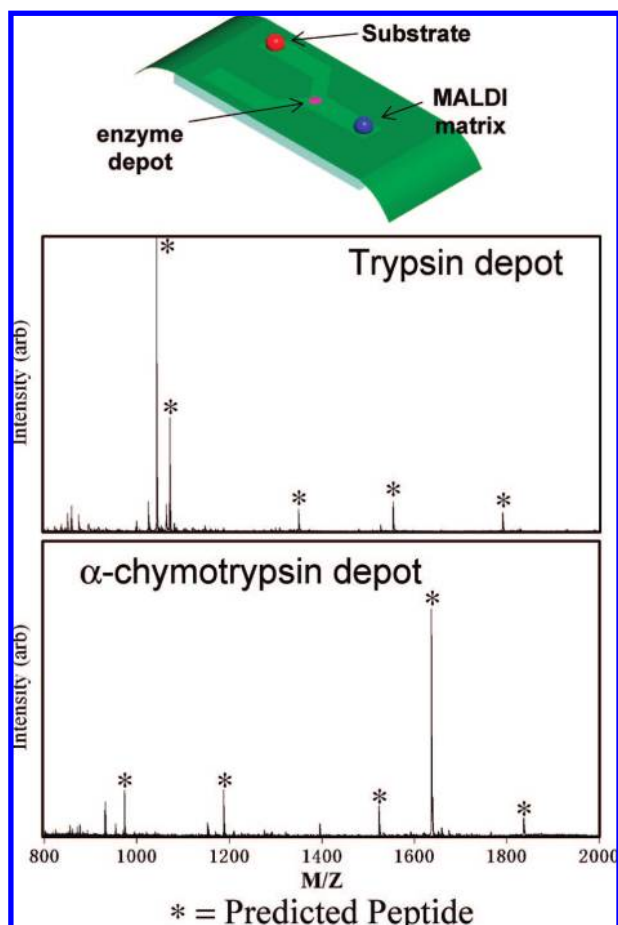 Substrate
MALDI
matrix
enzyme
depot
Intensity (arb)
*
Trypsin depot
*
*
*
*
Intensity (arb)
α-chymotrypsin depot
*
*
*
*
*
800 1000 1200 1400 1600 1800 2000
M/Z
* = Predicted Peptide